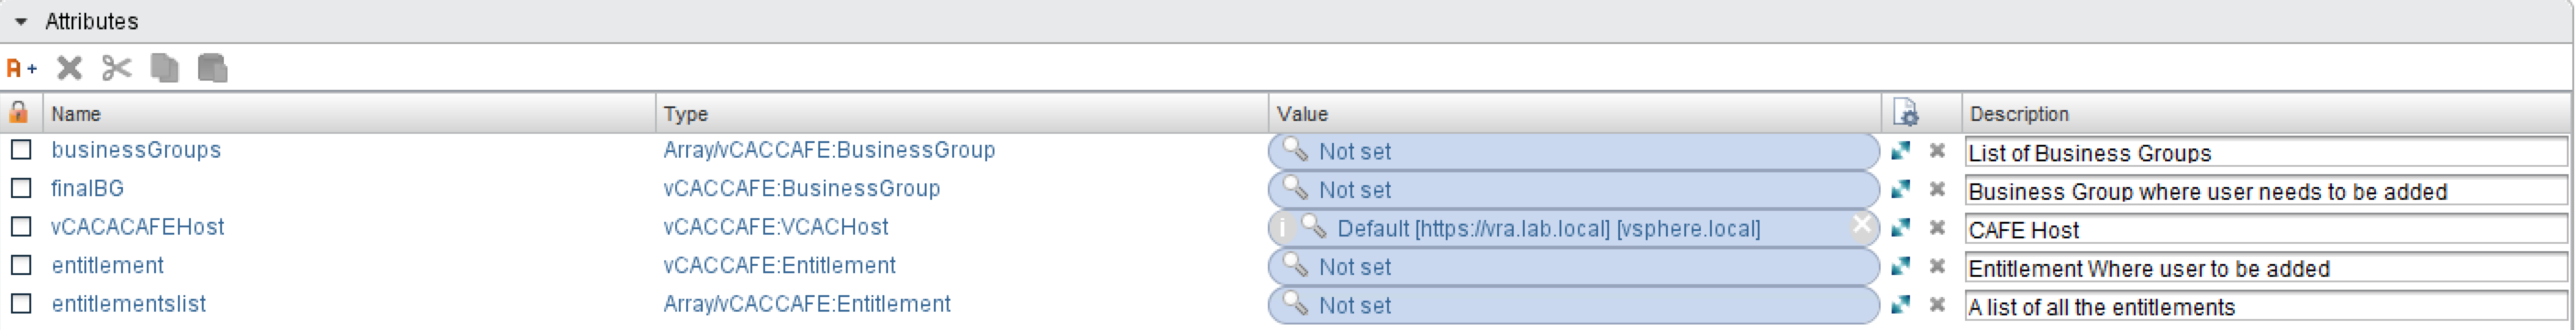 Attributes
A +
Name Type Value Description
businessGroups Array/vCACCAFE:BusinessGroup Not set List of Business Groups
finalBG vCACCAFE:BusinessGroup Not set Business Group where user needs to be added
vCACACAFEHost vCACCAFE:VCACHost i Default [https://vra.lab.local] [vsphere.local] CAFE Host
entitlement vCACCAFE:Entitlement Not set Entitlement Where user to be added
entitlementslist Array/vCACCAFE:Entitlement Not set A list of all the entitlements